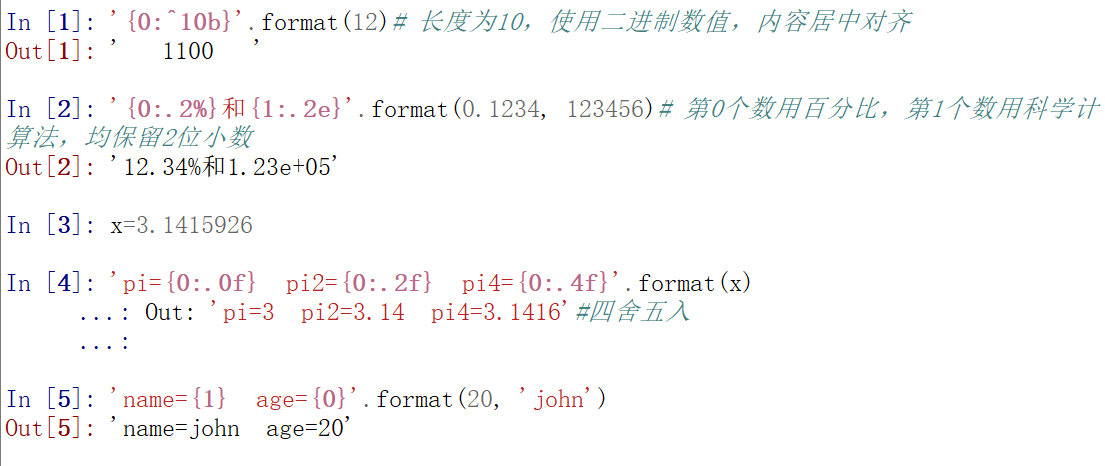 In [1]: '{0:^10b}'.format(12)# 长度为10，使用二进制数值，内容居中对齐
Out[1]: '   1100   '
In [2]: '{0:.2%}和{1:.2e}'.format(0.1234, 123456)# 第0个数用百分比，第1个数用科学计
算法，均保留2位小数
Out[2]: '12.34%和1.23e+05'
In [3]: x=3.1415926
In [4]: 'pi={0:.0f}  pi2={0:.2f}  pi4={0:.4f}'.format(x)
...: Out: 'pi=3  pi2=3.14  pi4=3.1416'#四舍五入
...:
In [5]: 'name={1}  age={0}'.format(20, 'john')
Out[5]: 'name=john  age=20'